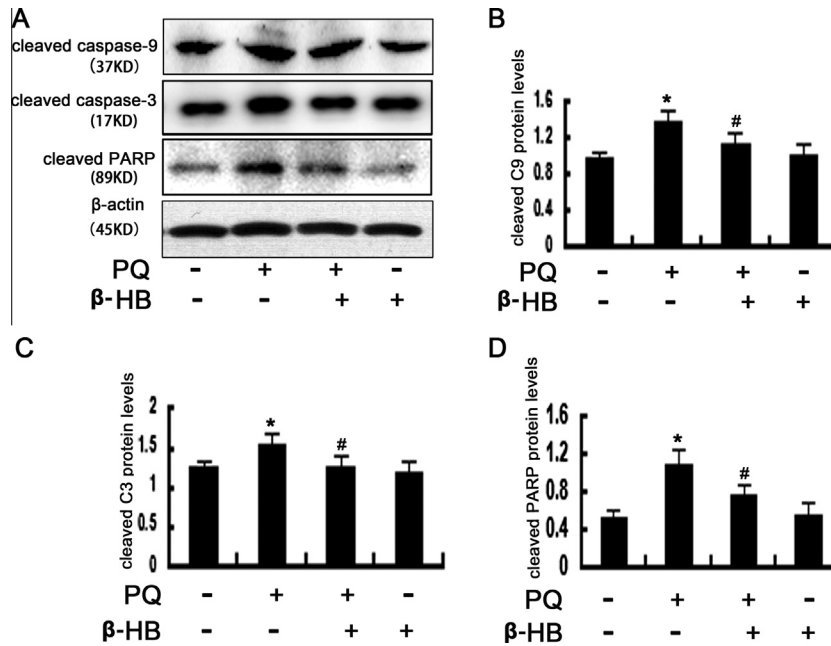 A
cleaved caspase-9
(37KD)
cleaved caspase-3
(17KD)
cleaved PARP
(89KD)
β-actin
(45KD)
PQ - + + -
β-HB - - + +
B
cleaved C9 protein levels
1.6
1.2
0.8
0.4
0
*
#
PQ - + + -
β-HB - - + +
C
cleaved C3 protein levels
2
1.5
1
0.5
0
*
#
PQ - + + -
β-HB - - + +
D
cleaved PARP protein levels
1.6
1.2
0.8
0.4
0
*
#
PQ - + + -
β-HB - - + +